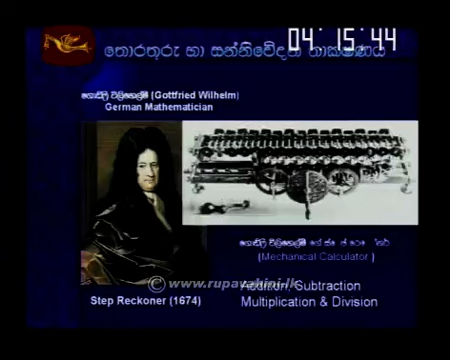 04:15:44
තොරතුරු හා සන්නිවේදන තාක්ෂණය
(Gottfried Wilhelm)
German Mathematician
(Mechanical Calculator )
© www.rupavahini.lk
Addition, Subtraction
Step Reckoner (1674)
Multiplication & Division